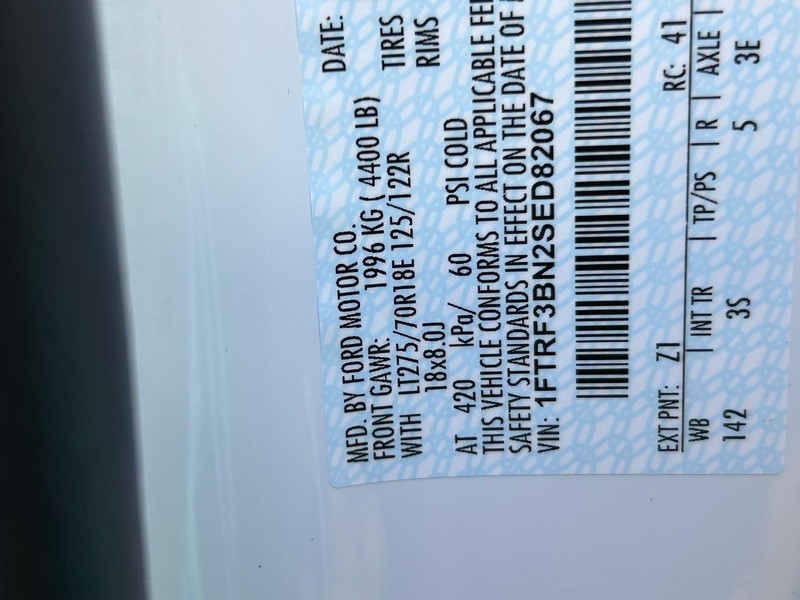 MFD. BY FORD MOTOR CO.
DATE:
FRONT GAWR: 1996 KG ( 4400 LB)
WITH LT275/70R18E 125/122R TIRES
18x8.0J RIMS
AT 420 kPa/ 60 PSI COLD
THIS VEHICLE CONFORMS TO ALL APPLICABLE
SAFETY STANDARDS IN EFFECT ON THE DATE OF
VIN: 1FTRF3BN2SED82067
EXT PNT: Z1 RC: 41
WB | INT TR | TP/PS | R | AXLE |
142 3S 5 3E